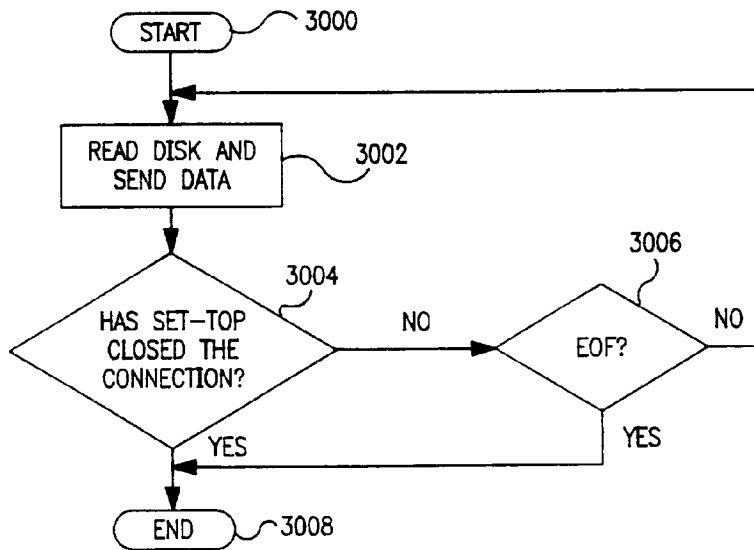 START
3000
READ DISK AND
SEND DATA
3002
HAS SET-TOP
CLOSED THE
CONNECTION?
3004
NO
EOF?
3006
NO
YES
YES
END
3008